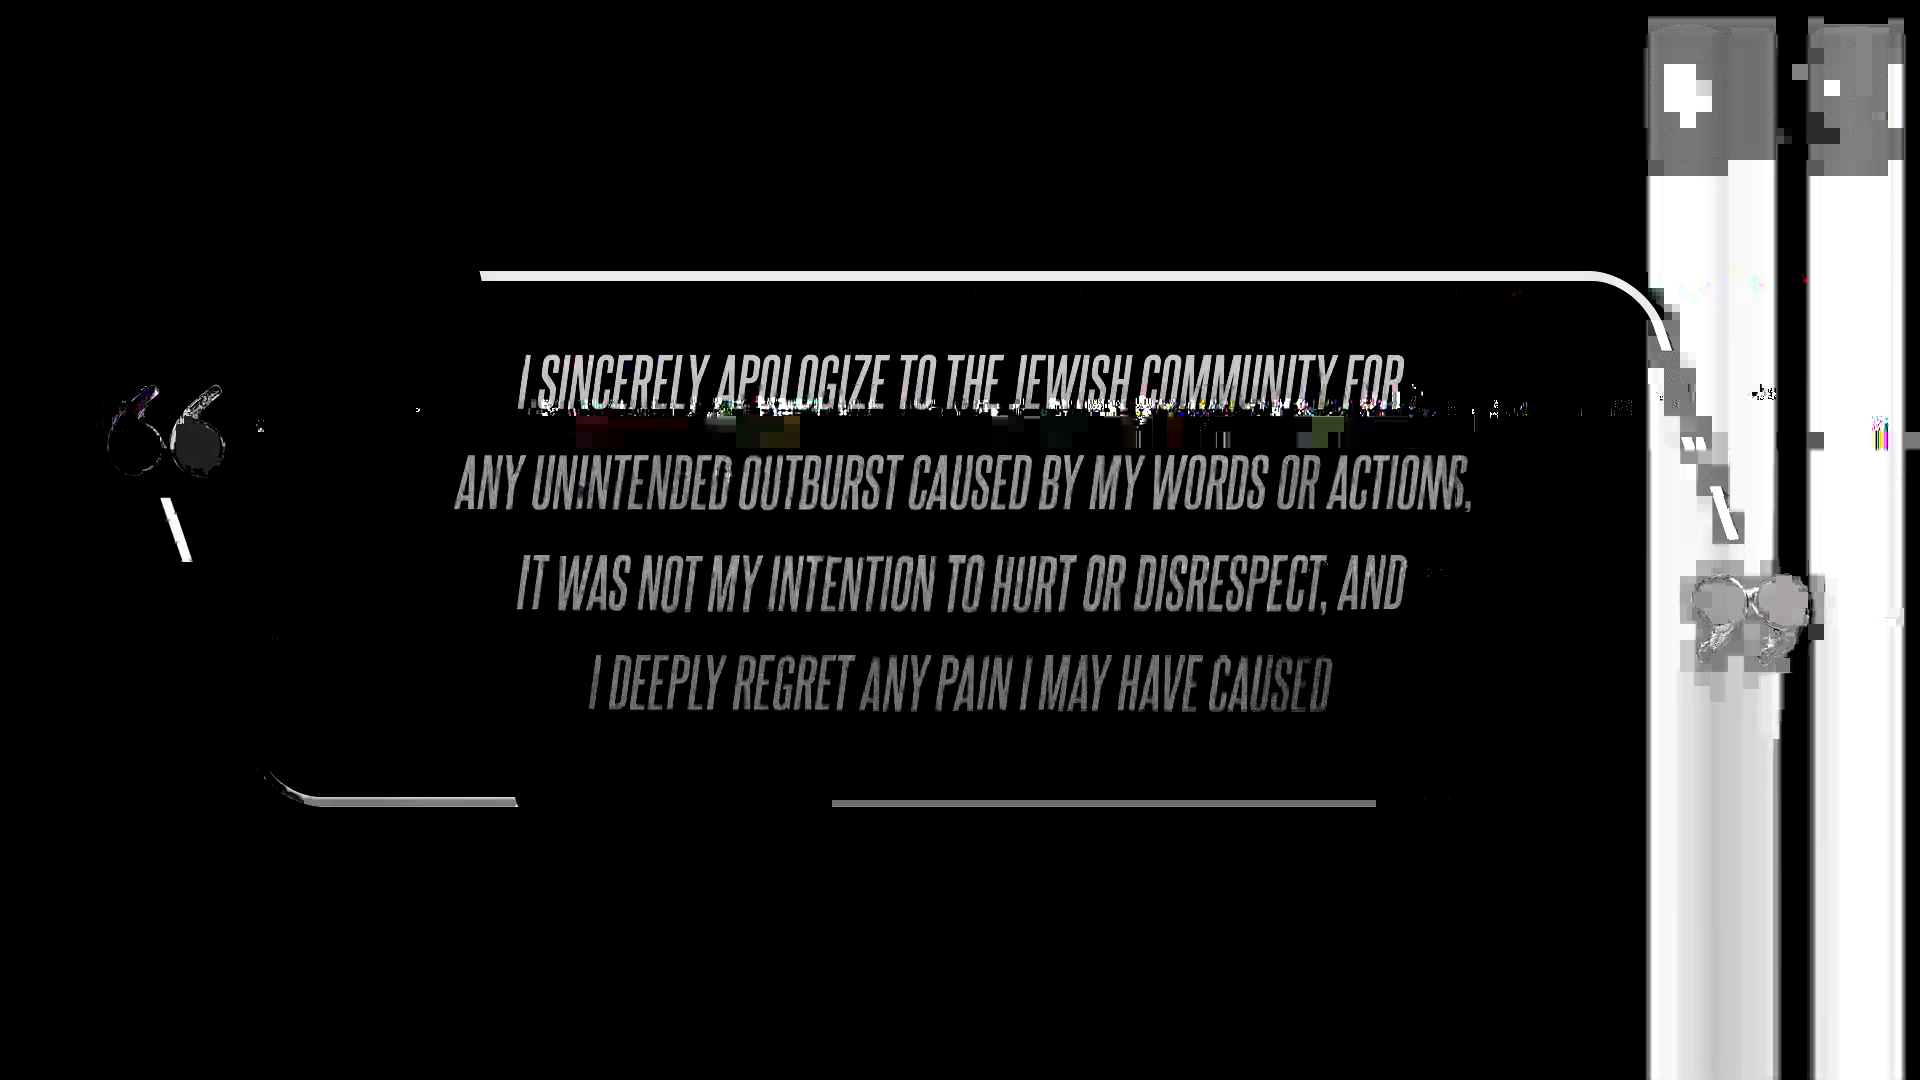 “
I SINCERELY APOLOGIZE TO THE JEWISH COMMUNITY FOR
ANY UNINTENDED OUTBURST CAUSED BY MY WORDS OR ACTIONS,
IT WAS NOT MY INTENTION TO HURT OR DISRESPECT, AND
I DEEPLY REGRET ANY PAIN I MAY HAVE CAUSED
”